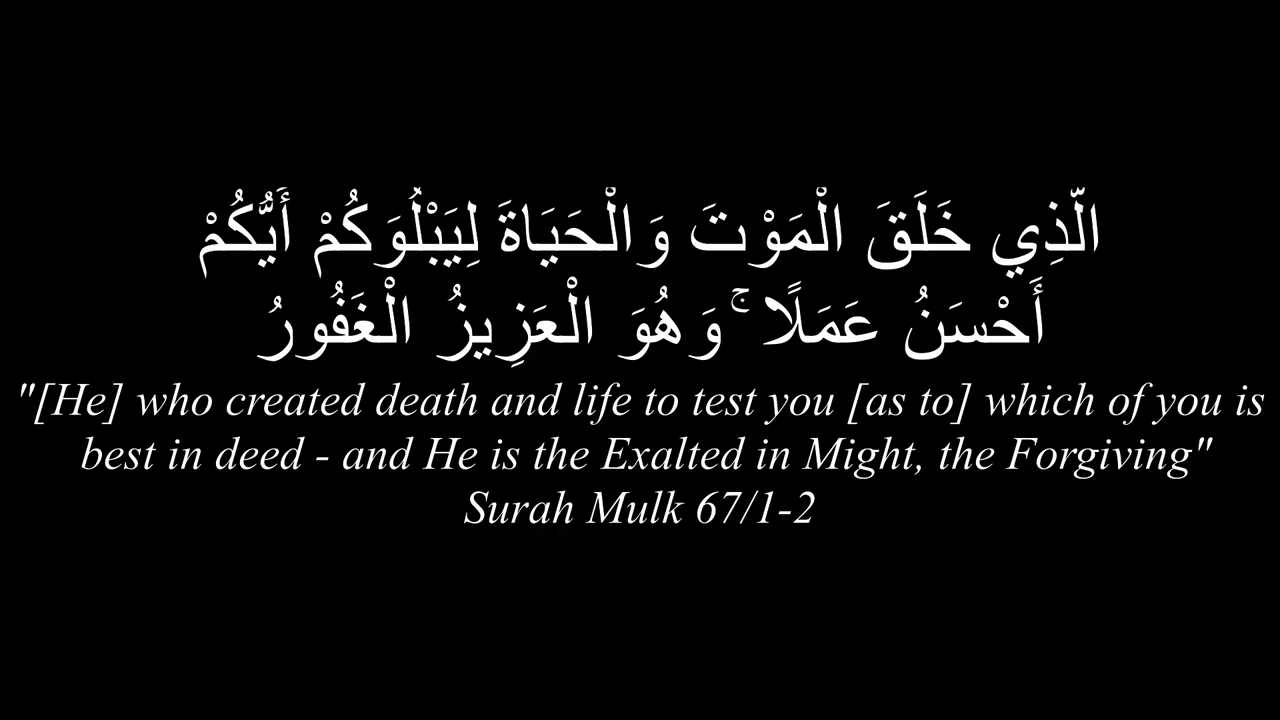 الَّذِي خَلَقَ الْمَوْتَ وَالْحَيَاةَ لِيَبْلُوَكُمْ أَيُّكُمْ
أَحْسَنُ عَمَلًا ۚ وَهُوَ الْعَزِيزُ الْغَفُورُ
"[He] who created death and life to test you [as to] which of you is
best in deed - and He is the Exalted in Might, the Forgiving"
Surah Mulk 67/1-2